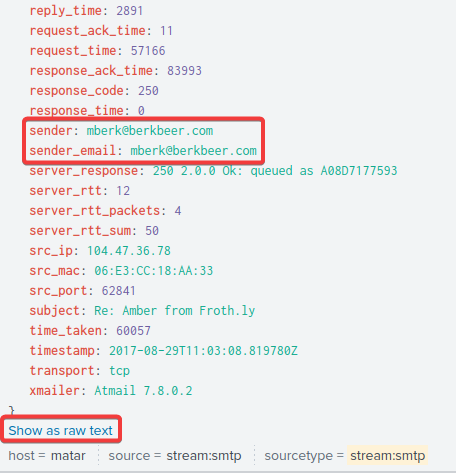 reply_time: 2891
request_ack_time: 11
request_time: 57166
response_ack_time: 83993
response_code: 250
response_time: 0
sender: mberk@berkbeer.com
sender_email: mberk@berkbeer.com
server_response: 250 2.0.0 Ok: queued as A08D7177593
server_rtt: 12
server_rtt_packets: 4
server_rtt_sum: 50
src_ip: 104.47.36.78
src_mac: 06:E3:CC:18:AA:33
src_port: 62841
subject: Re: Amber from Froth.ly
time_taken: 60057
timestamp: 2017-08-29T11:03:08.819780Z
transport: tcp
xmailer: Atmail 7.8.0.2
}
Show as raw text
host = matar source = stream:smtp sourcetype = stream:smtp